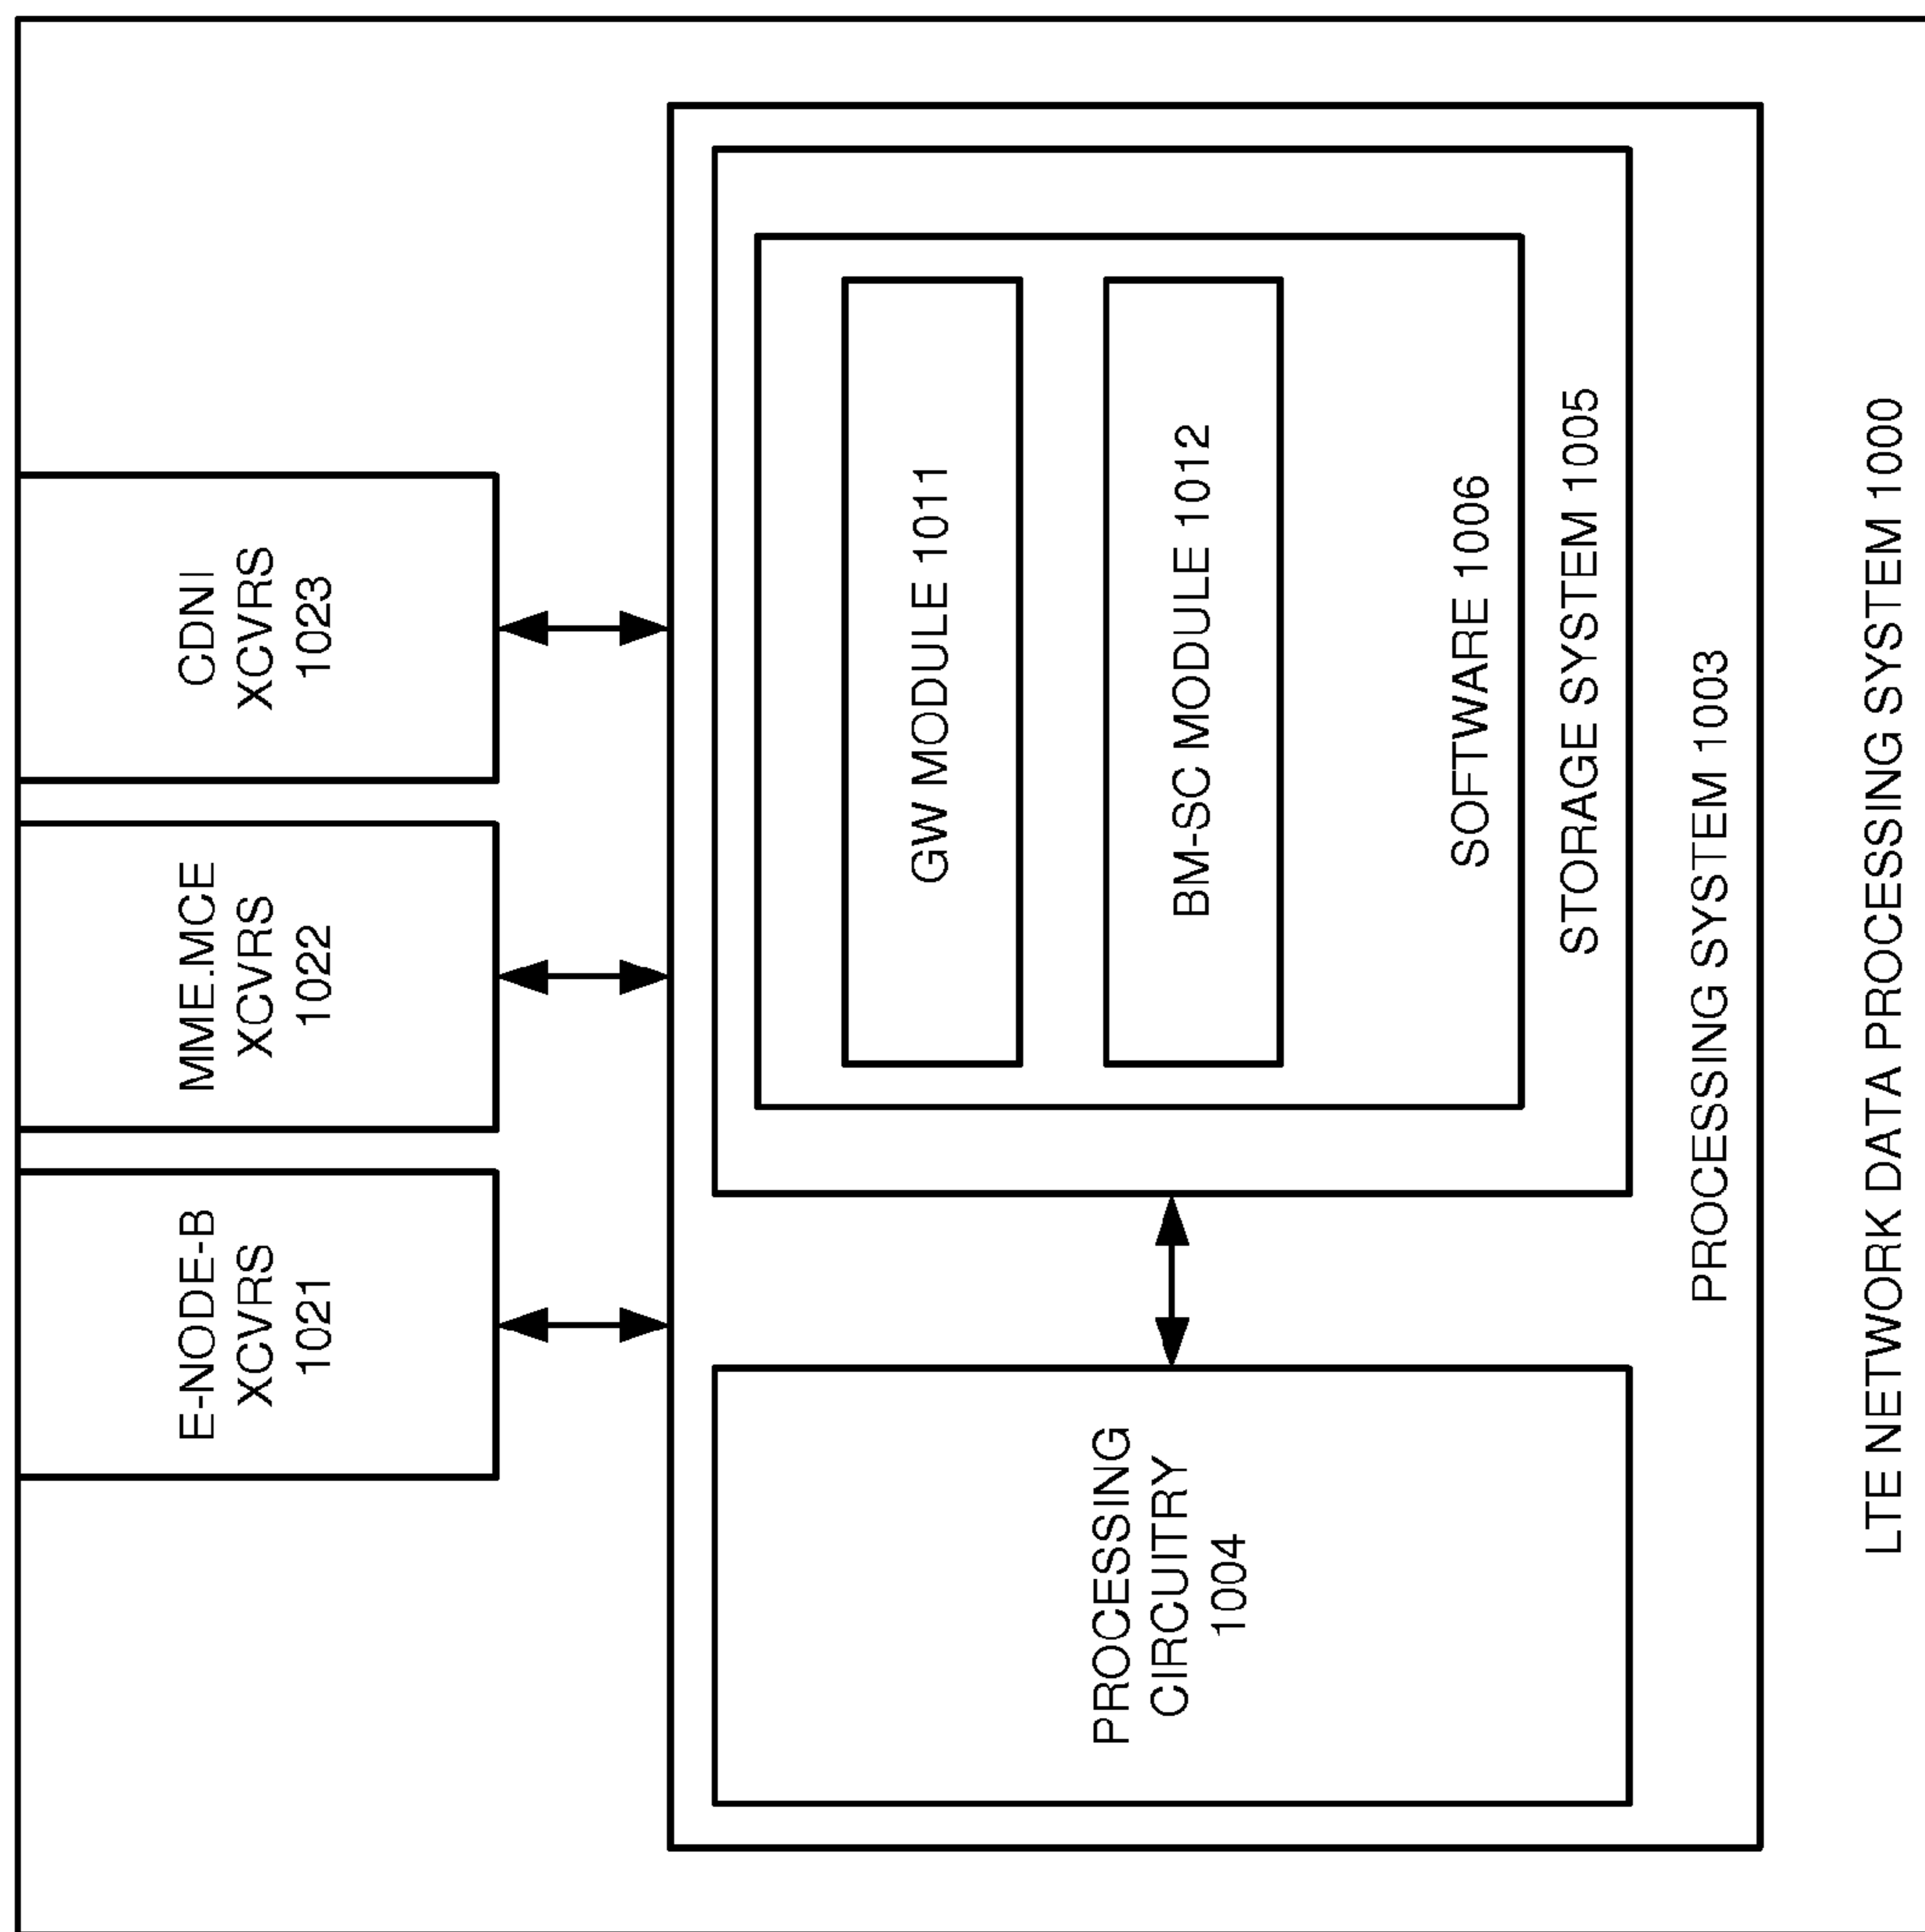 E-NODE-B
XCVRS
1021
MME.MCE
XCVRS
1022
CDNI
XCVRS
1023
PROCESSING
CIRCUITRY
1004
GW MODULE 1011
BM-SC MODULE 1012
SOFTWARE 1006
STORAGE SYSTEM 1005
PROCESSING SYSTEM 1003
LTE NETWORK DATA PROCESSING SYSTEM 1000